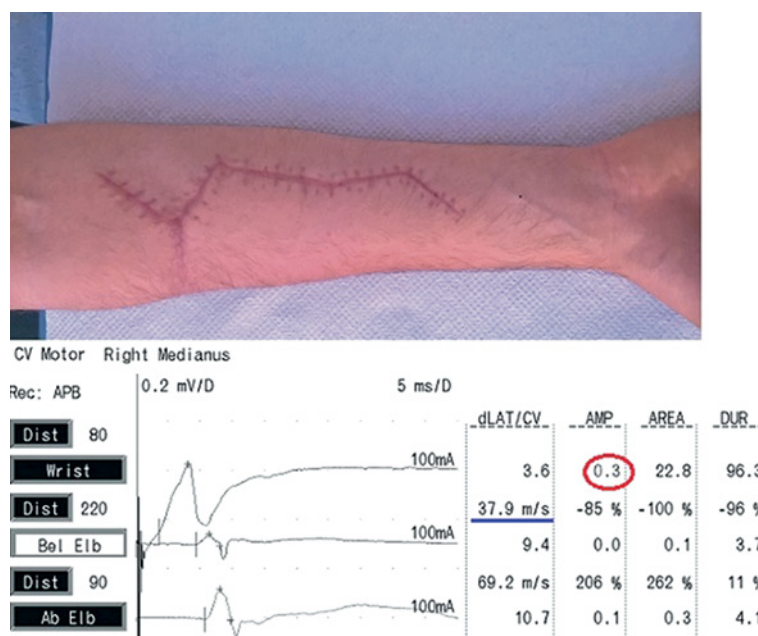 CV Motor Right Medianus
Rec: APB
0.2 mV/D 5 ms/D
dLAT/CV AMP AREA DUR
Dist 80
Wrist 100mA 3.6 0.3 22.8 96.3
Dist 220 37.9 m/s -85 % -100 % -96 %
Bel Elb 100mA 9.4 0.0 0.1 3.7
Dist 90 69.2 m/s 206 % 262 % 11 %
Ab Elb 100mA 10.7 0.1 0.3 4.1